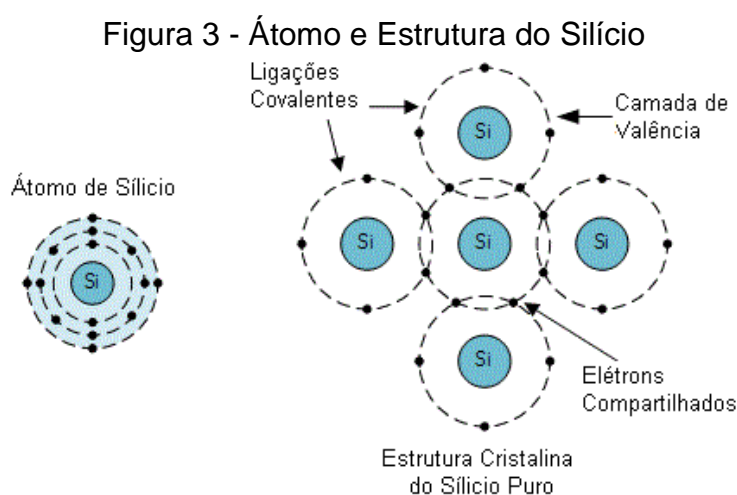 Figura 3 - Átomo e Estrutura do Silício
Ligações
Covalentes
Camada de
Valência
Átomo de Sílicio
Si
Si
Si
Si
Si
Si
Elétrons
Compartilhados
Estrutura Cristalina
do Sílicio Puro